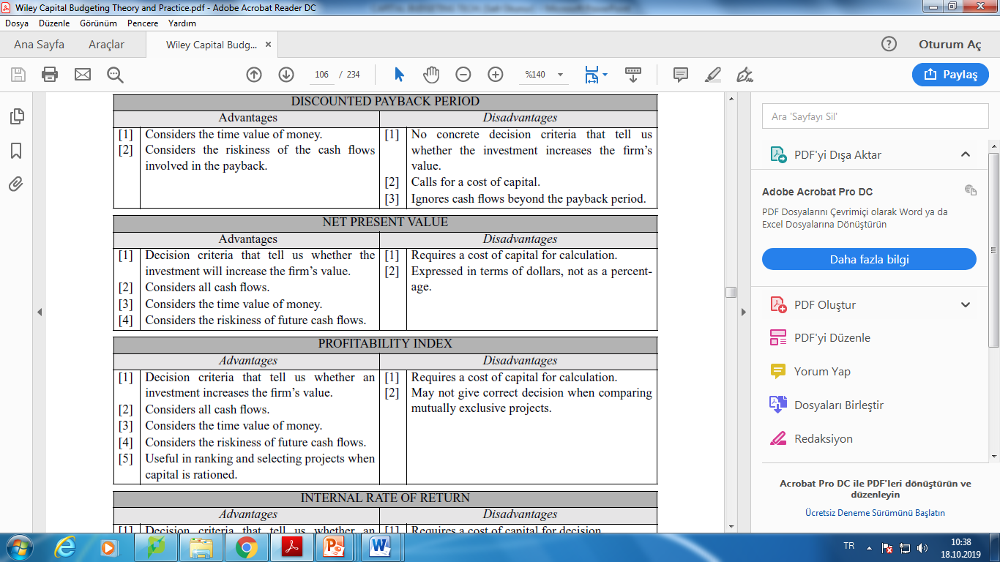 Wiley Capital Budgeting Theory and Practice.pdf - Adobe Acrobat Reader DC
Dosya Düzenle Görünüm Pencere Yardım
Ana Sayfa Araçlar Wiley Capital Budg... × Oturum Aç
106 / 234 %140 Paylaş
DISCOUNTED PAYBACK PERIOD
Advantages Disadvantages
[1] Considers the time value of money.
[2] Considers the riskiness of the cash flows
involved in the payback.
[1] No concrete decision criteria that tell us
whether the investment increases the firm's
value.
[2] Calls for a cost of capital.
[3] Ignores cash flows beyond the payback period.
NET PRESENT VALUE
Advantages Disadvantages
[1] Decision criteria that tell us whether the
investment will increase the firm's value.
[2] Considers all cash flows.
[3] Considers the time value of money.
[4] Considers the riskiness of future cash flows.
[1] Requires a cost of capital for calculation.
[2] Expressed in terms of dollars, not as a percent-
age.
PROFITABILITY INDEX
Advantages Disadvantages
[1] Decision criteria that tell us whether an
investment increases the firm's value.
[2] Considers all cash flows.
[3] Considers the time value of money.
[4] Considers the riskiness of future cash flows.
[5] Useful in ranking and selecting projects when
capital is rationed.
[1] Requires a cost of capital for calculation.
[2] May not give correct decision when comparing
mutually exclusive projects.
INTERNAL RATE OF RETURN
Advantages Disadvantages
[1] Decision criteria that tell us whether an
[1] Requires a cost of capital for decision.
Ara 'Sayfayı Sil'
PDF'yi Dışa Aktar
Adobe Acrobat Pro DC
PDF Dosyalarını Çevrimiçi olarak Word ya da
Excel Dosyalarına Dönüştürün
Daha fazla bilgi
PDF Oluştur
PDF'yi Düzenle
Yorum Yap
Dosyaları Birleştir
Redaksiyon
Acrobat Pro DC ile PDF'leri dönüştürün ve
düzenleyin
Ücretsiz Deneme Sürümünü Başlatın
TR
10:38
18.10.2019